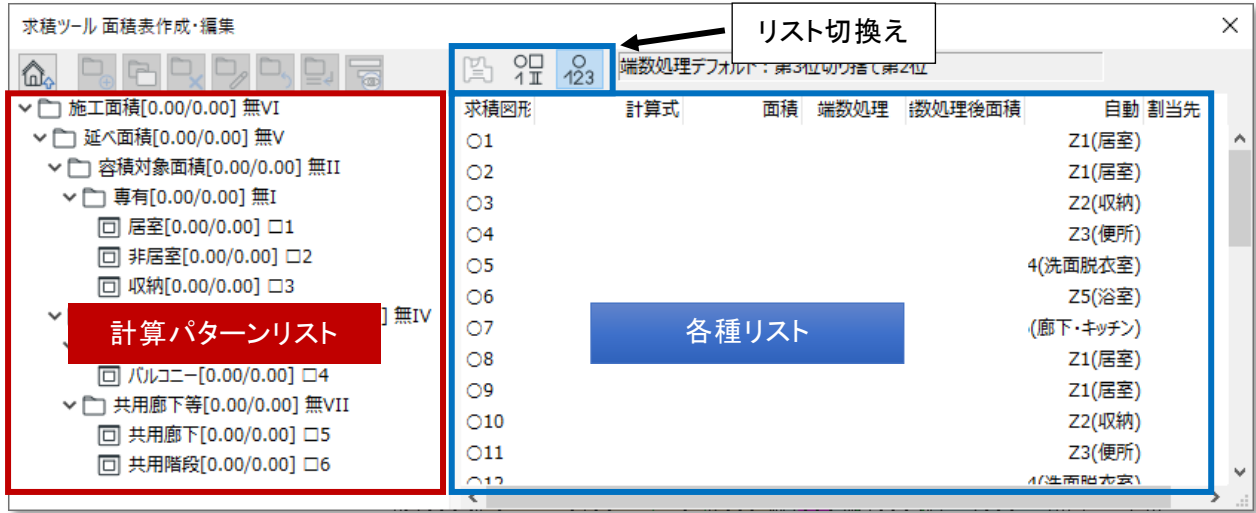 求積ツール 面積表作成・編集
リスト切換え
端数処理デフォルト：第3位切り捨て第2位
施工面積[0.00/0.00] 無VI
延べ面積[0.00/0.00] 無V
容積対象面積[0.00/0.00] 無II
専有[0.00/0.00] 無I
居室[0.00/0.00] □1
非居室[0.00/0.00] □2
収納[0.00/0.00] □3
] 無IV
計算パターンリスト
バルコニー[0.00/0.00] □4
共用廊下等[0.00/0.00] 無VII
共用廊下[0.00/0.00] □5
共用階段[0.00/0.00] □6
求積図形 計算式 面積 端数処理 数処理後面積 自動 割当先
○1 Z1(居室)
○2 Z1(居室)
○3 Z2(収納)
○4 Z3(便所)
○5 4(洗面脱衣室)
○6 Z5(浴室)
○7 (廊下・キッチン)
各種リスト
○8 Z1(居室)
○9 Z1(居室)
○10 Z2(収納)
○11 Z3(便所)
○12 4(洗面脱衣室)